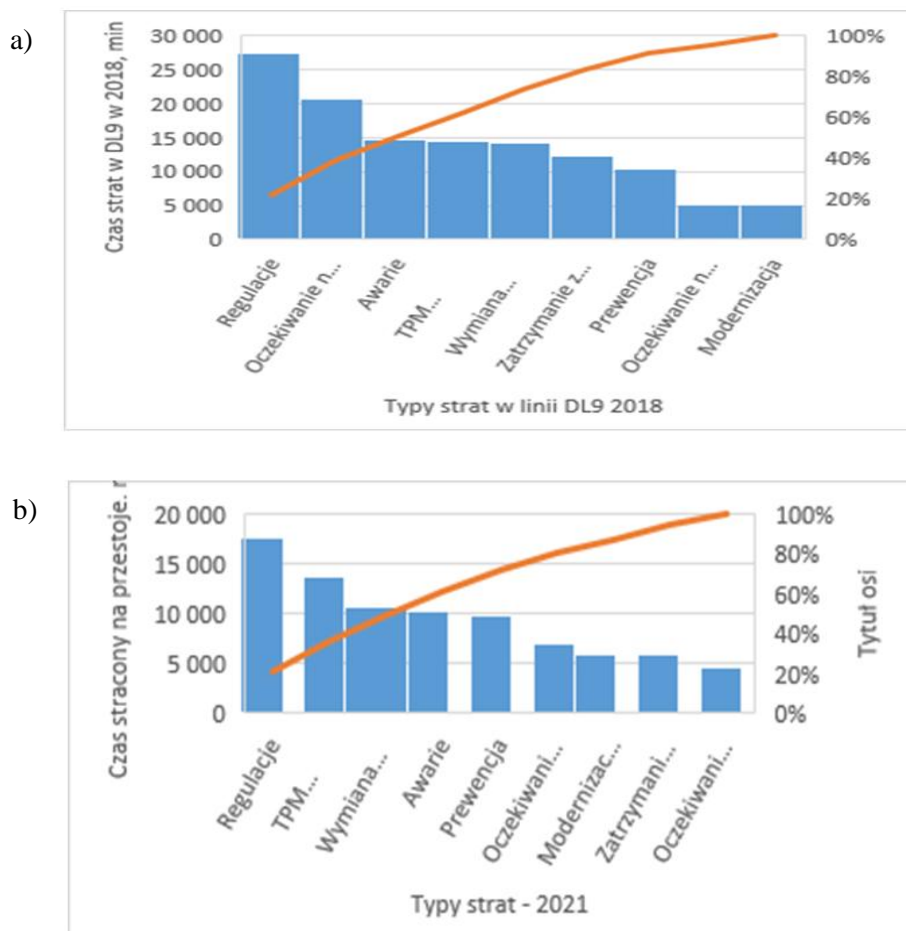 a)
Czas strat w DL9 w 2018, min
30 000
25 000
20 000
15 000
10 000
5 000
0
100%
80%
60%
40%
20%
0%
Regulacje
Oczekiwanie n...
Awarie
TPM...
Wymiana...
Zatrzymanie z...
Prewencja
Oczekiwanie n...
Modernizacja
Typy strat w linii DL9 2018
b)
Czas stracony na przestoje.
20 000
15 000
10 000
5 000
0
100%
80%
60%
40%
20%
0%
Tytuł osi
Regulacje
TPM...
Wymiana...
Awarie
Prewencja
Oczekiwani...
Modernizac...
Zatrzymani...
Oczekiwani...
Typy strat - 2021